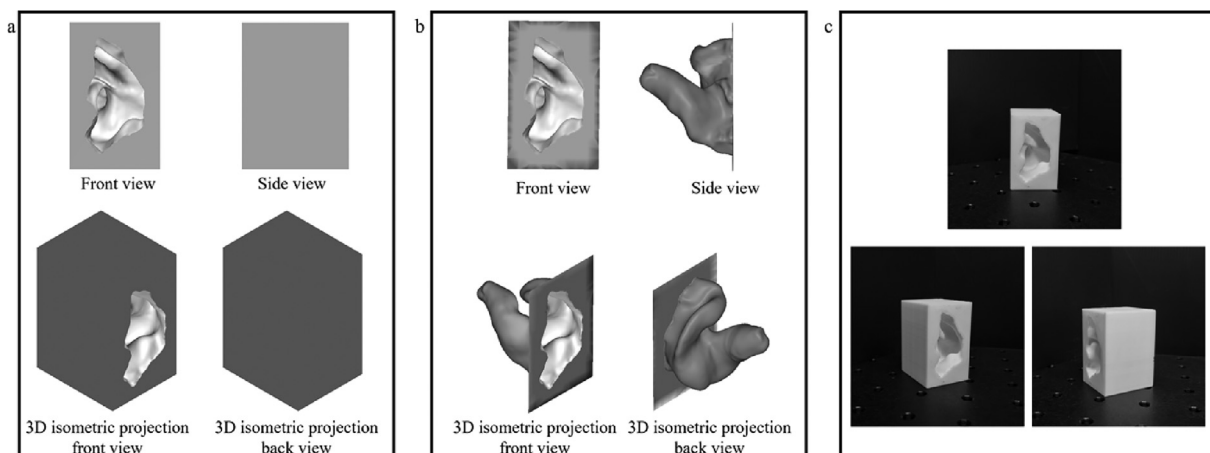 a
Front view
Side view
3D isometric projection
front view
3D isometric projection
back view
b
Front view
Side view
3D isometric projection
front view
3D isometric projection
back view
c